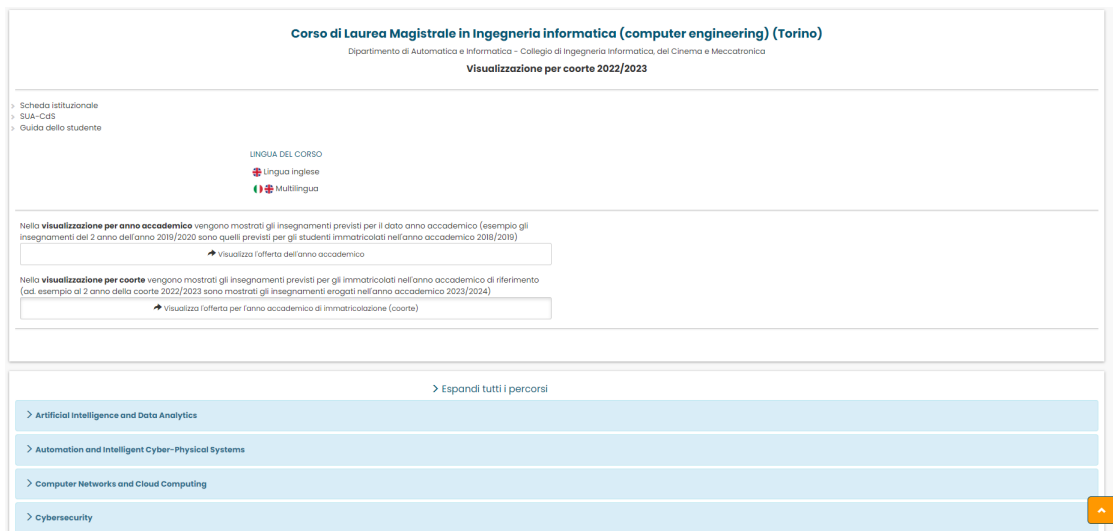 Corso di Laurea Magistrale in Ingegneria informatica (computer engineering) (Torino)
Dipartimento di Automatica e Informatica - Collegio di Ingegneria Informatica, del Cinema e Meccatronica
Visualizzazione per coorte 2022/2023
Scheda istituzionale
SUA-CdS
Guida dello studente
LINGUA DEL CORSO
Lingua inglese
Multilingua
Nella visualizzazione per anno accademico vengono mostrati gli insegnamenti previsti per il dato anno accademico (esempio gli
insegnamenti del 2 anno dell'anno 2019/2020 sono quelli previsti per gli studenti immatricolati nell'anno accademico 2018/2019)
Visualizza l'offerta dell'anno accademico
Nella visualizzazione per coorte vengono mostrati gli insegnamenti previsti per gli immatricolati nell'anno accademico di riferimento
(ad. esempio al 2 anno della coorte 2022/2023 sono mostrati gli insegnamenti erogati nell'anno accademico 2023/2024)
Visualizza l'offerta per l'anno accademico di immatricolazione (coorte)
Espandi tutti i percorsi
Artificial Intelligence and Data Analytics
Automation and Intelligent Cyber-Physical Systems
Computer Networks and Cloud Computing
Cybersecurity